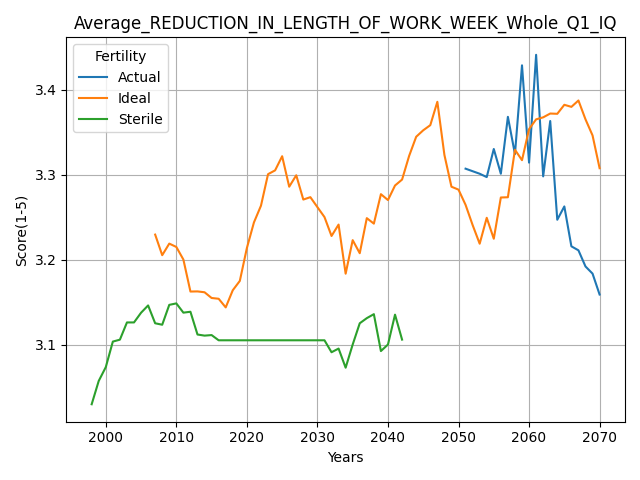 Average_REDUCTION_IN_LENGTH_OF_WORK_WEEK_Whole_Q1_IQ
Fertility
Actual
Ideal
Sterile
3.4
3.3
3.2
3.1
Score(1-5)
2000 2010 2020 2030 2040 2050 2060 2070
Years